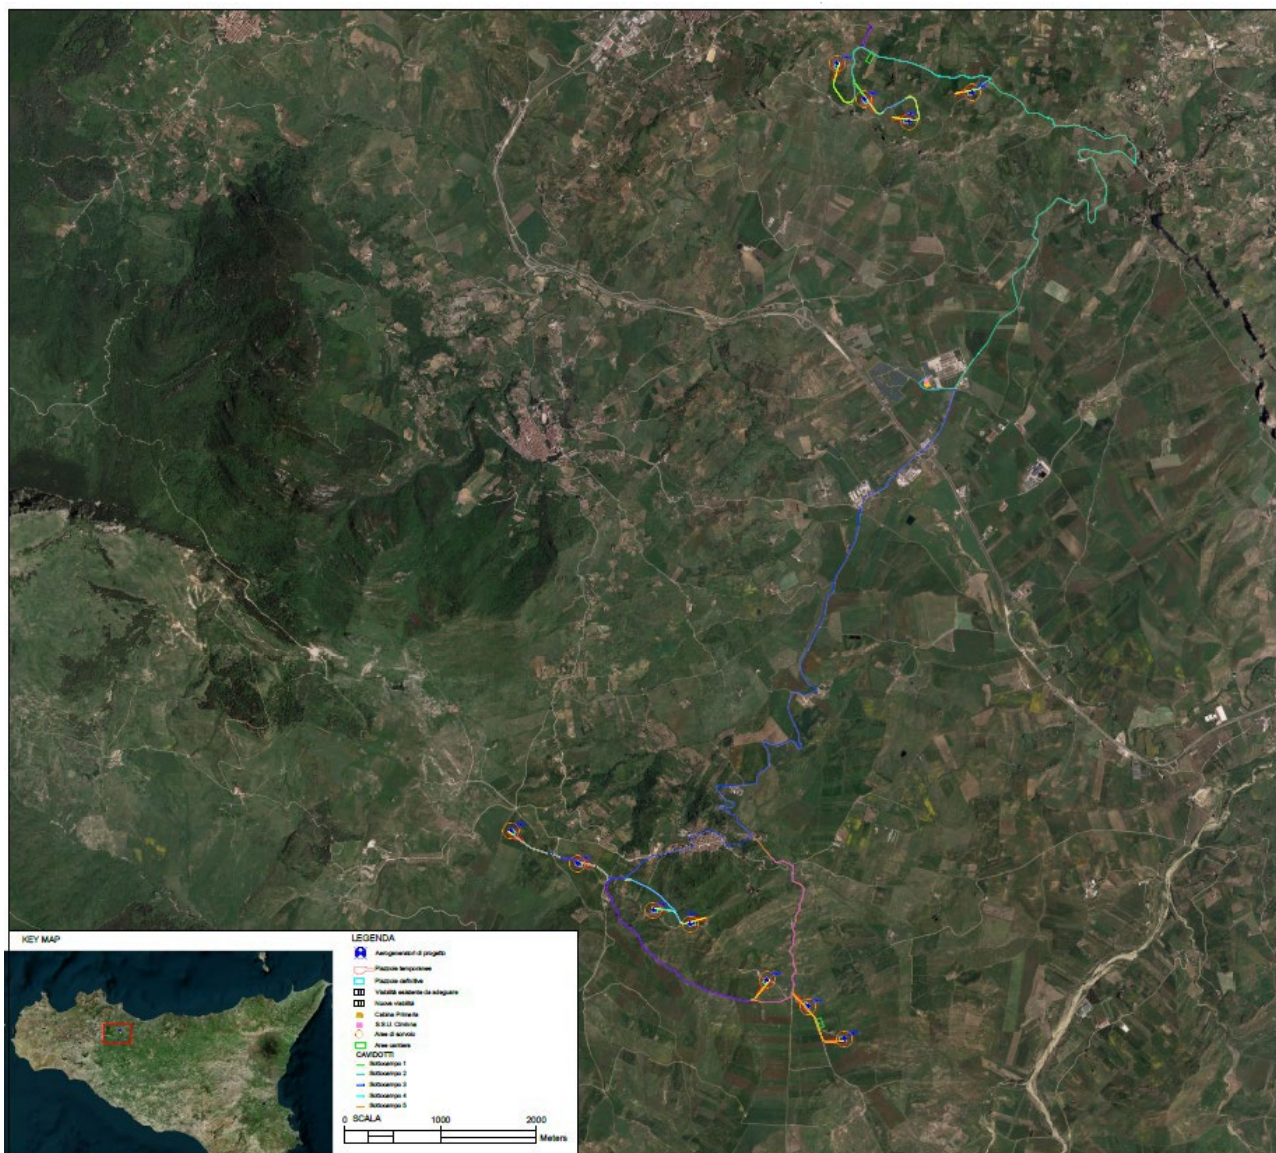 KEY MAP
LEGENDA
Aerogeneratori di progetto
Piazzole temporanee
Piazzole definitive
Viabilità esistente da adeguare
Nuova viabilità
Cabina Primaria
S.S.U. Ciminna
Aree di sorvolo
Aree cantiere
CAVIDOTTI
Sottocampo 1
Sottocampo 2
Sottocampo 3
Sottocampo 4
Sottocampo 5
0 SCALA 1000 2000
Meters